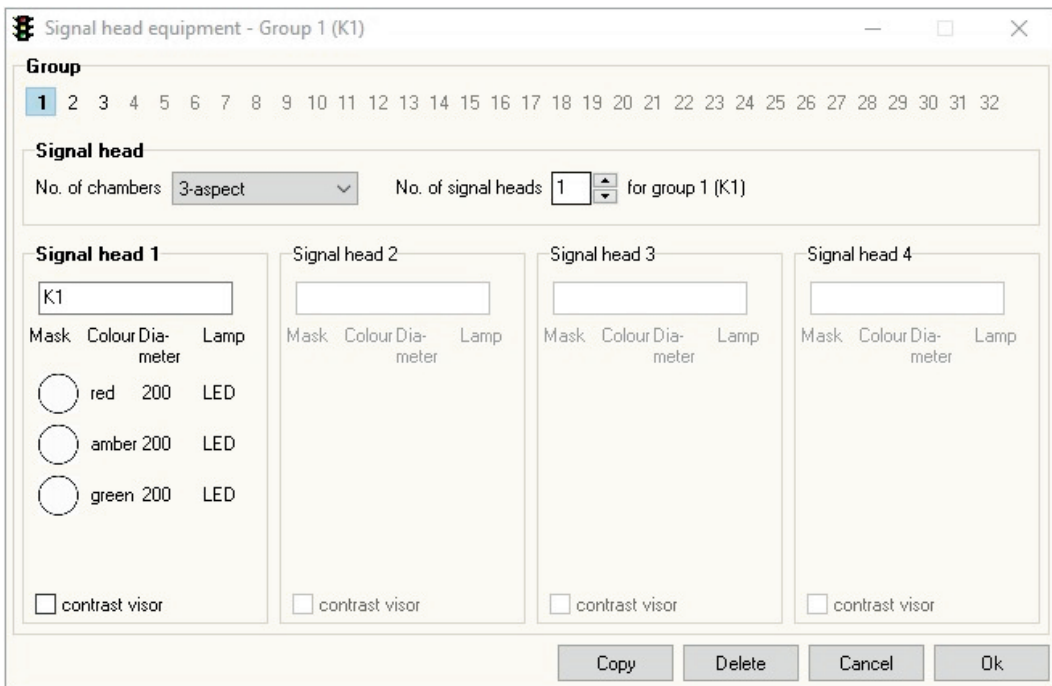 Signal head equipment - Group 1 (K1)
Group
1 2 3 4 5 6 7 8 9 10 11 12 13 14 15 16 17 18 19 20 21 22 23 24 25 26 27 28 29 30 31 32
Signal head
No. of chambers 3-aspect No. of signal heads 1 for group 1 (K1)
Signal head 1 Signal head 2 Signal head 3 Signal head 4
K1
Mask Colour Dia- Lamp Mask Colour Dia- Lamp Mask Colour Dia- Lamp Mask Colour Dia- Lamp
meter meter meter meter
red 200 LED
amber 200 LED
green 200 LED
contrast visor contrast visor contrast visor contrast visor
Copy Delete Cancel Ok